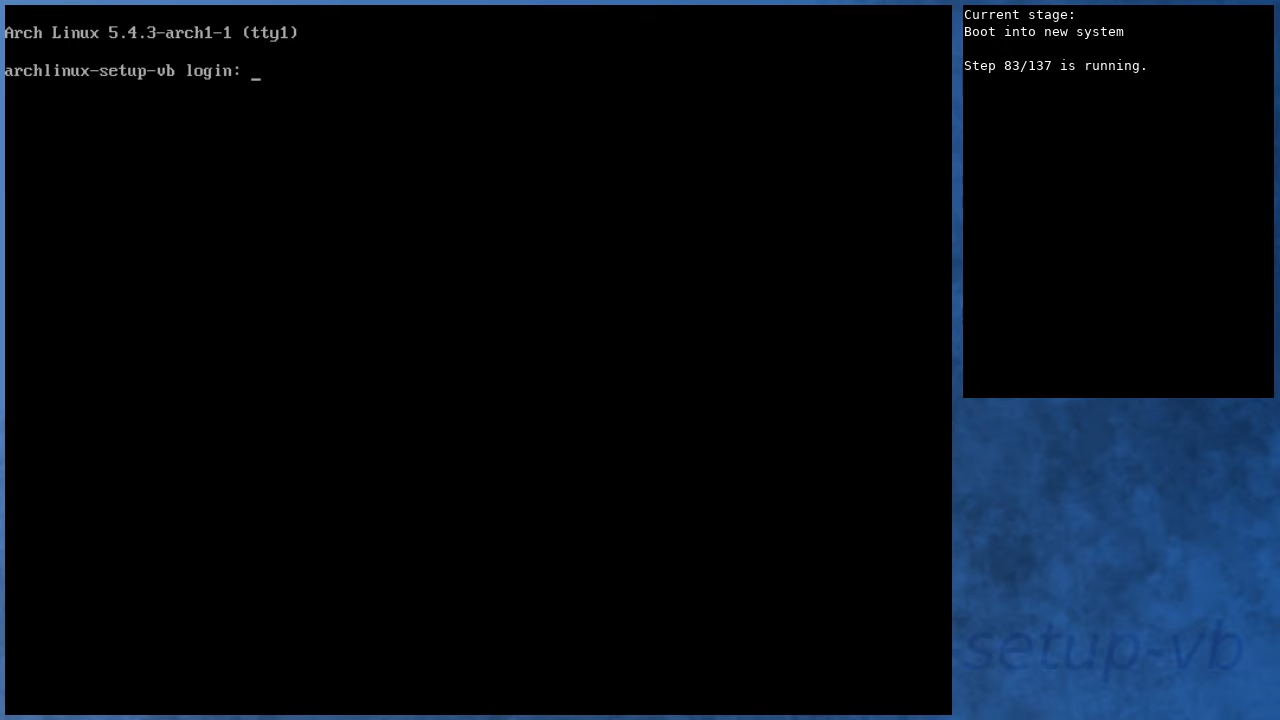 Arch Linux 5.4.3-arch1-1 (tty1)
archlinux-setup-vb login: _
Current stage:
Boot into new system
Step 83/137 is running.
setup-vb